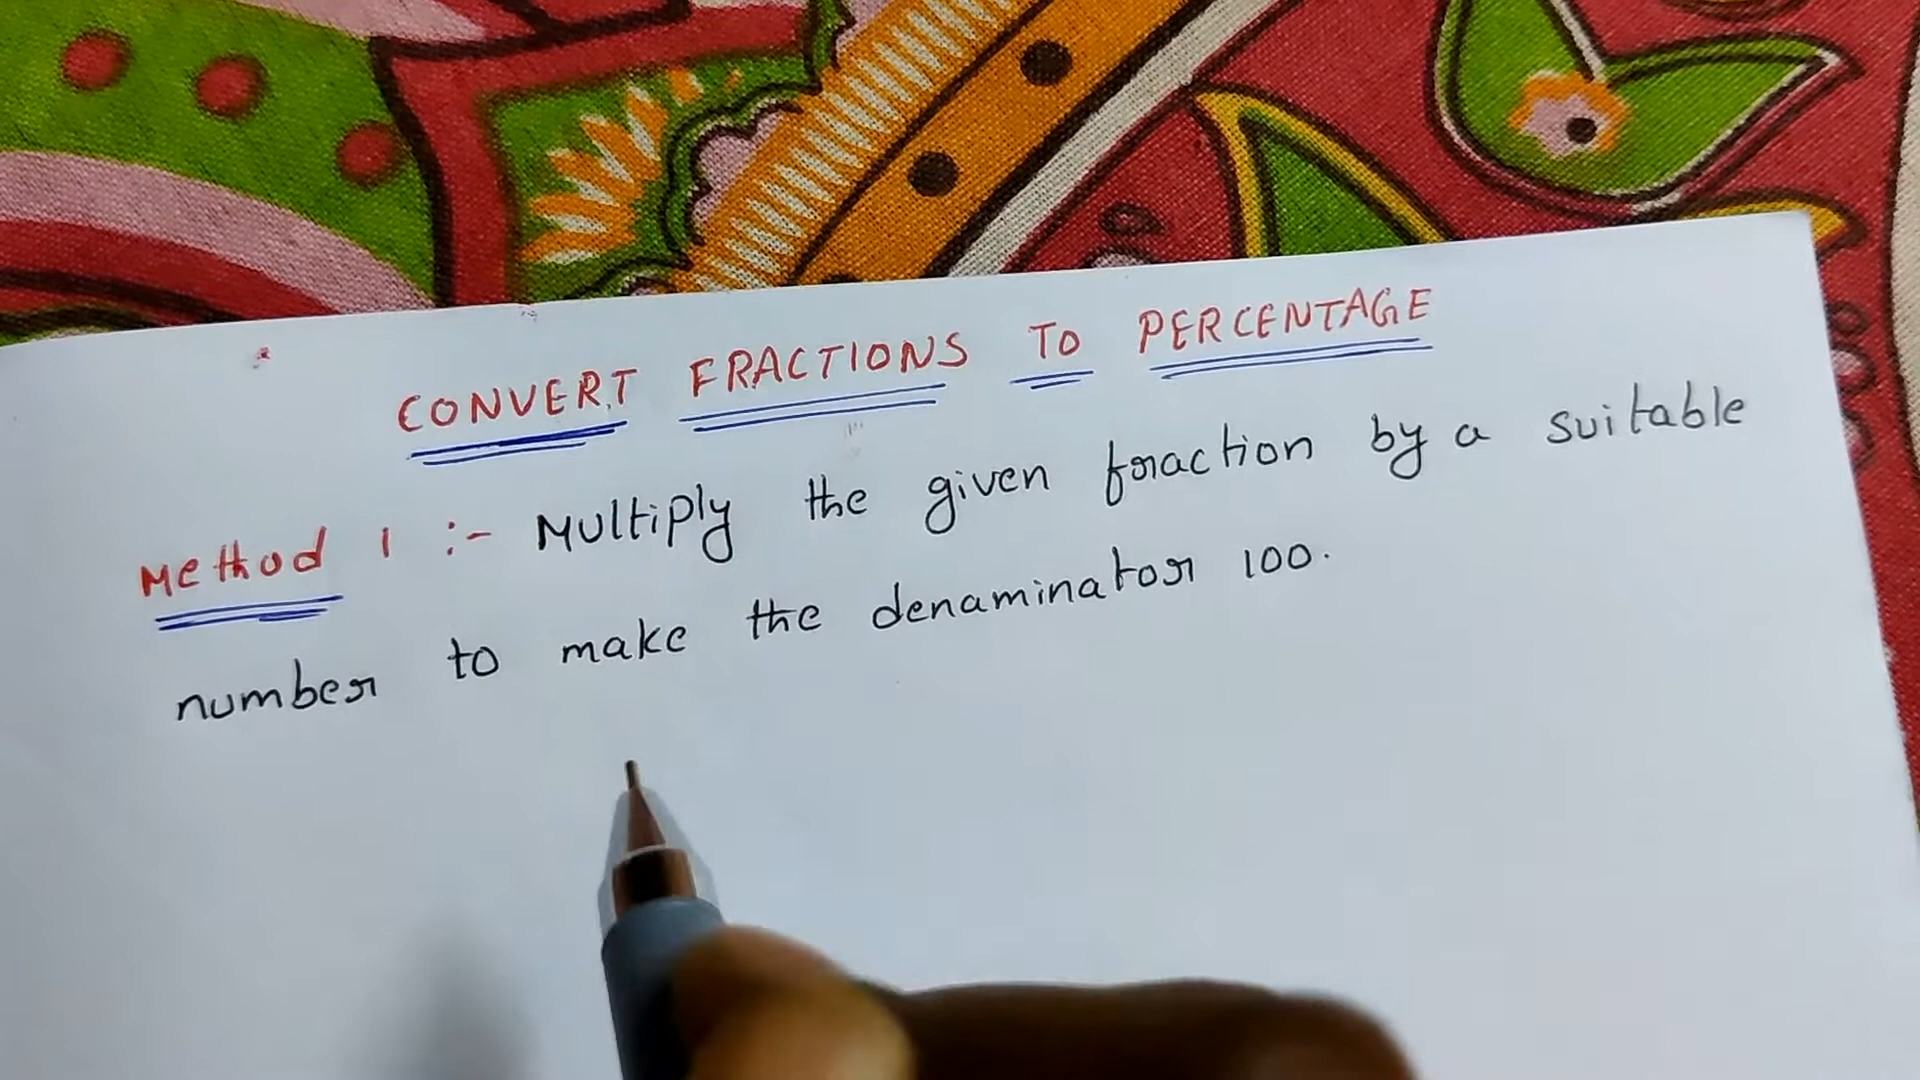 CONVERT FRACTIONS TO PERCENTAGE
Method 1 :- Multiply the given fraction by a suitable
number to make the denaminator 100.